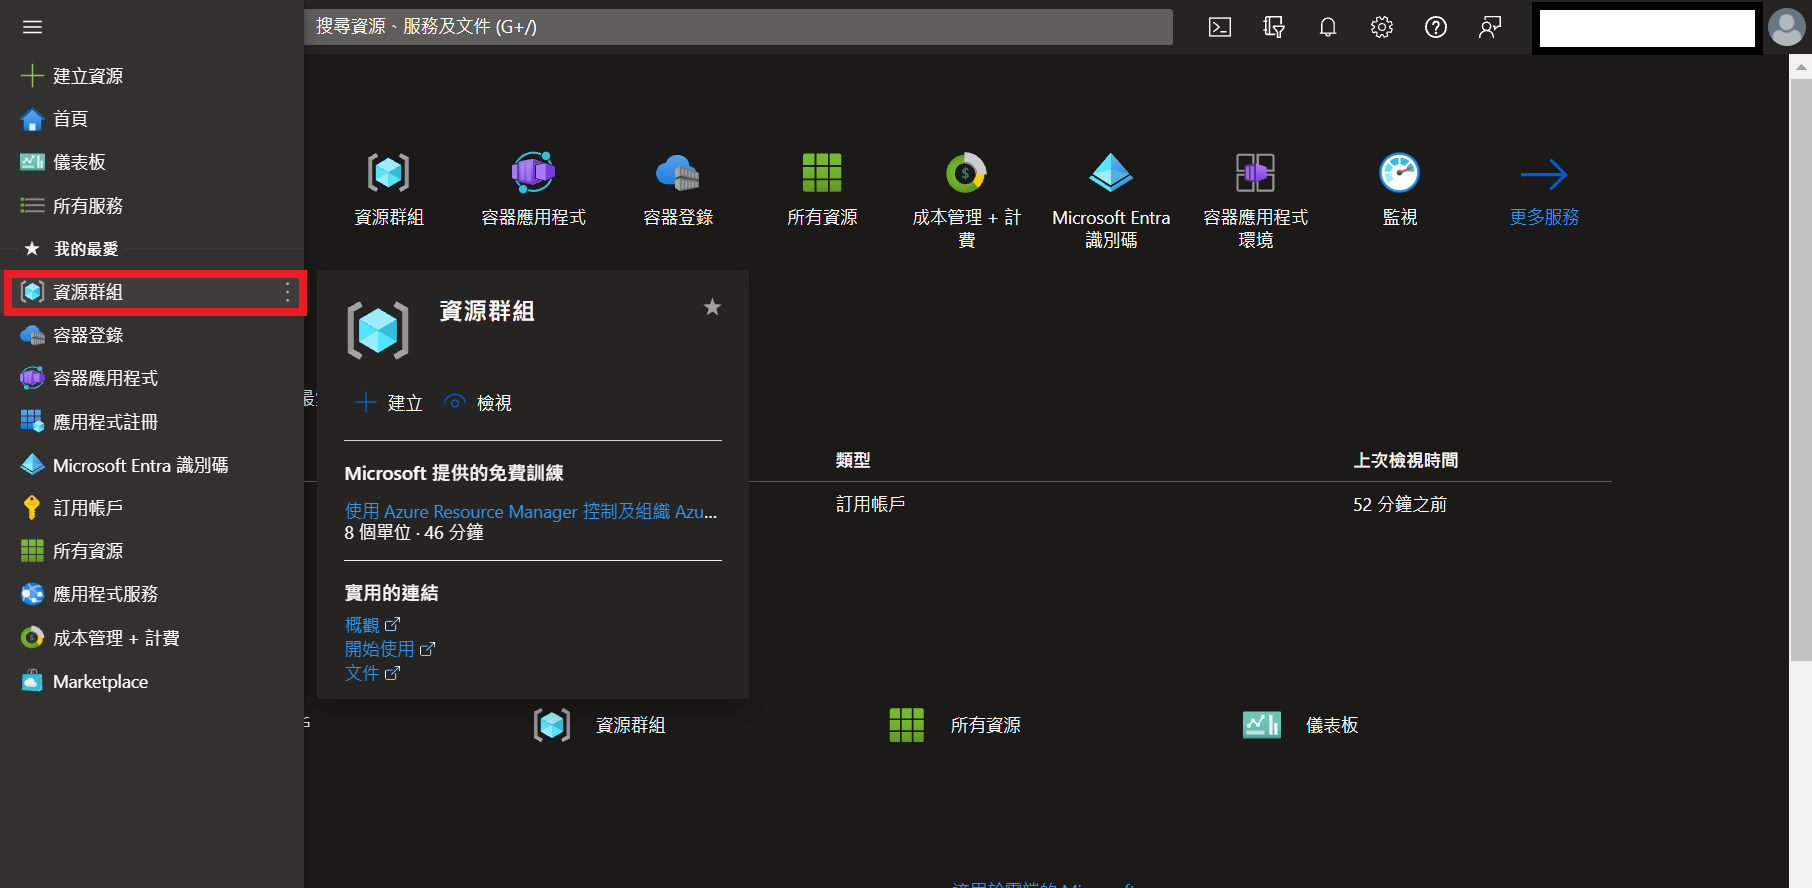 搜尋資源、服務及文件 (G+/)
建立資源
首頁
儀表板
所有服務
我的最愛
資源群組
容器登錄
容器應用程式
應用程式註冊
Microsoft Entra 識別碼
訂用帳戶
所有資源
應用程式服務
成本管理 + 計費
Marketplace
資源群組
容器應用程式
容器登錄
所有資源
成本管理 + 計
費
Microsoft Entra
識別碼
容器應用程式
環境
監視
更多服務
資源群組
建立
檢視
Microsoft 提供的免費訓練
使用 Azure Resource Manager 控制及組織 Azu...
8 個單位 · 46 分鐘
實用的連結
概觀
開始使用
文件
類型
上次檢視時間
訂用帳戶
52 分鐘之前
資源群組
所有資源
儀表板